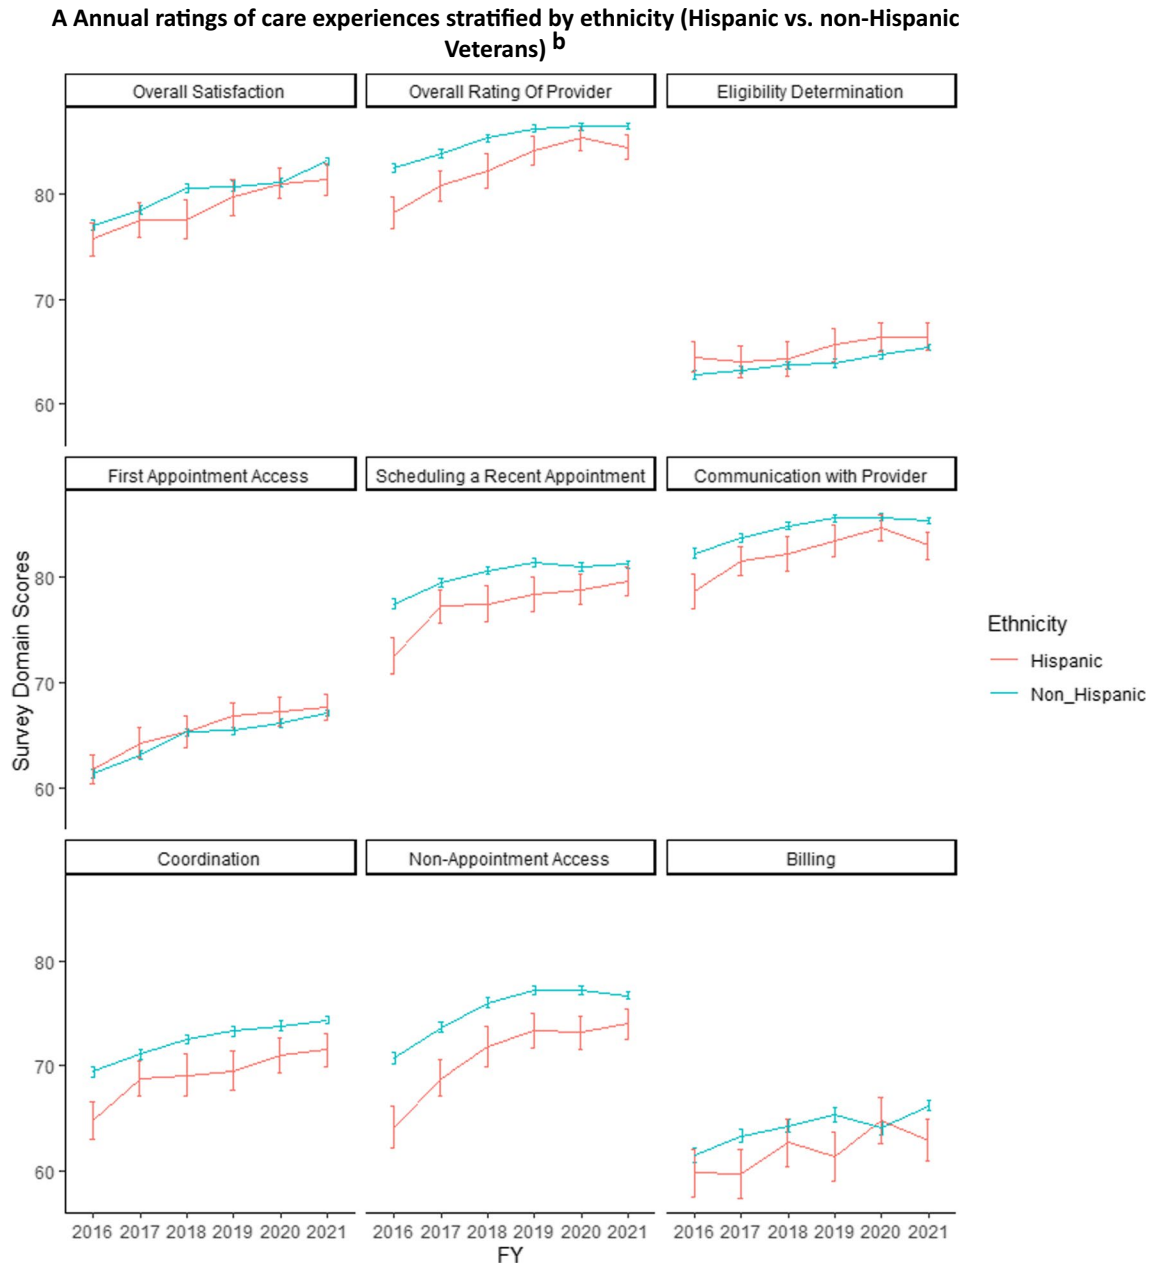 A Annual ratings of care experiences stratified by ethnicity (Hispanic vs. non-Hispanic
Veterans) b
Overall Satisfaction
Overall Rating Of Provider
Eligibility Determination
80
70
60
First Appointment Access
Scheduling a Recent Appointment
Communication with Provider
80
70
60
Survey Domain Scores
Ethnicity
Hispanic
Non_Hispanic
Coordination
Non-Appointment Access
Billing
80
70
60
2016 2017 2018 2019 2020 2021
2016 2017 2018 2019 2020 2021
2016 2017 2018 2019 2020 2021
FY